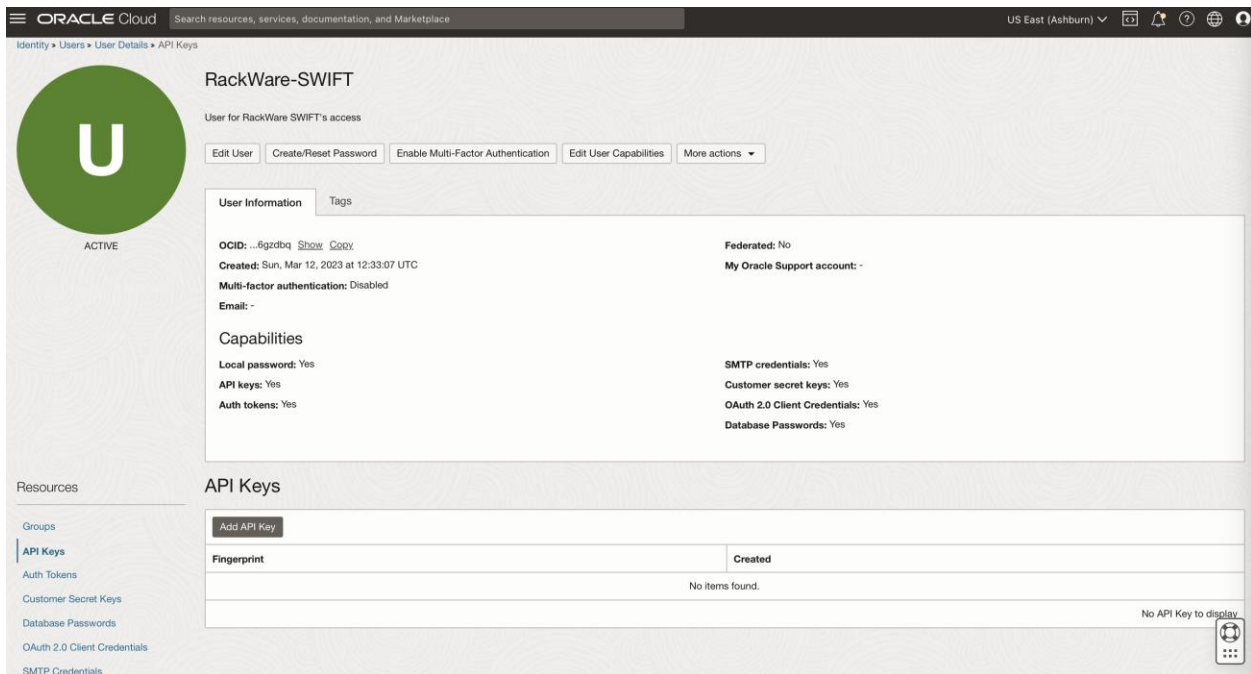 ORACLE Cloud Search resources, services, documentation, and Marketplace US East (Ashburn)
Identity » Users » User Details » API Keys
U
ACTIVE
RackWare-SWIFT
User for RackWare SWIFT's access
Edit User Create/Reset Password Enable Multi-Factor Authentication Edit User Capabilities More actions
User Information Tags
OCID: ...6gzdbq Show Copy
Created: Sun, Mar 12, 2023 at 12:33:07 UTC
Multi-factor authentication: Disabled
Email: -
Federated: No
My Oracle Support account: -
Capabilities
Local password: Yes
API keys: Yes
Auth tokens: Yes
SMTP credentials: Yes
Customer secret keys: Yes
OAuth 2.0 Client Credentials: Yes
Database Passwords: Yes
Resources
Groups
API Keys
Auth Tokens
Customer Secret Keys
Database Passwords
OAuth 2.0 Client Credentials
SMTP Credentials
API Keys
Add API Key
Fingerprint Created
No items found.
No API Key to display